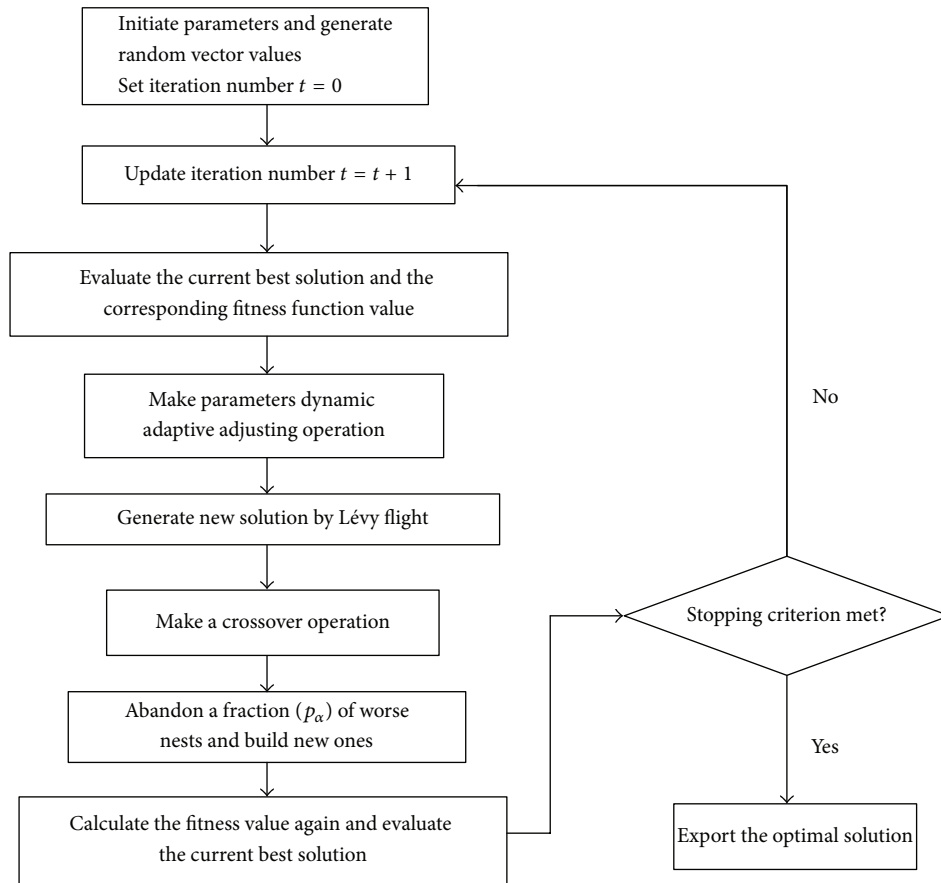 Initiate parameters and generate
random vector values
Set iteration number t = 0
Update iteration number t = t + 1
Evaluate the current best solution and the
corresponding fitness function value
Make parameters dynamic
adaptive adjusting operation
No
Generate new solution by Lévy flight
Make a crossover operation
Stopping criterion met?
Abandon a fraction (pα) of worse
nests and build new ones
Yes
Calculate the fitness value again and evaluate
the current best solution
Export the optimal solution